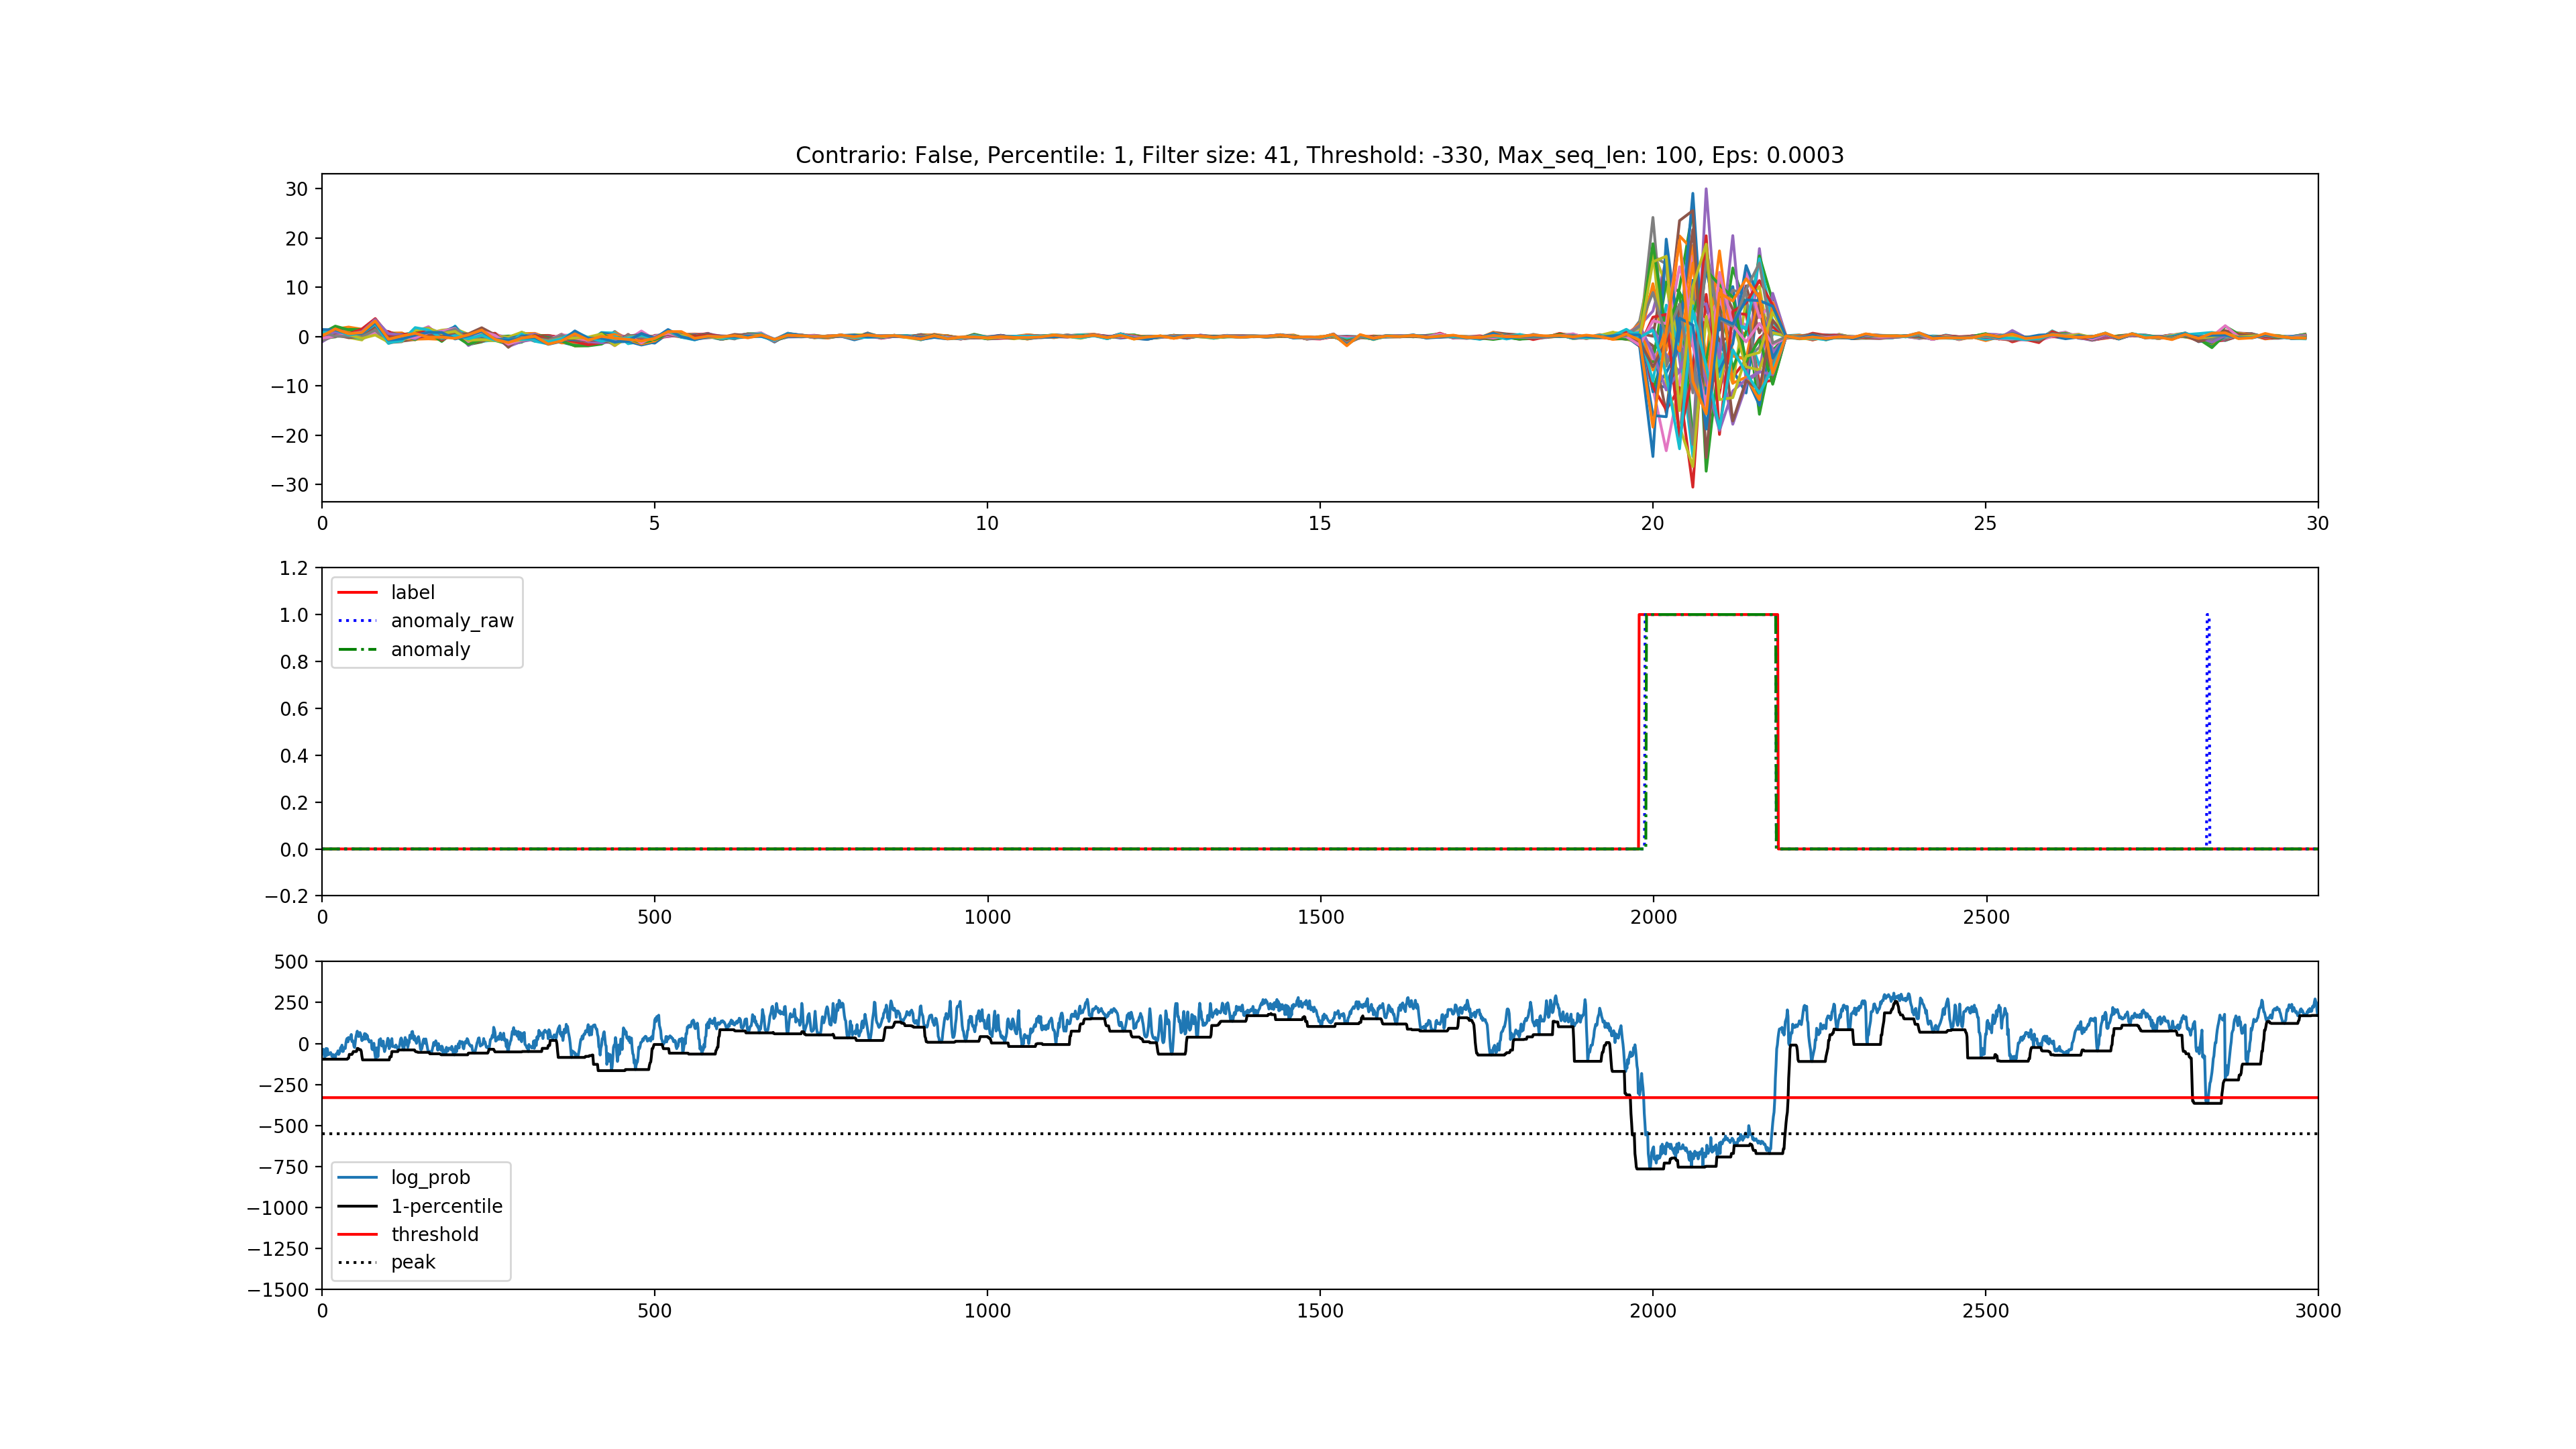 Contrario: False, Percentile: 1, Filter size: 41, Threshold: -330, Max_seq_len: 100, Eps: 0.0003
30
20
10
0
−10
−20
−30
0 5 10 15 20 25 30
1.2
1.0
0.8
0.6
0.4
0.2
0.0
−0.2
label
anomaly_raw
anomaly
0 500 1000 1500 2000 2500
500
250
0
−250
−500
−750
−1000
−1250
−1500
log_prob
1-percentile
threshold
peak
0 500 1000 1500 2000 2500 3000